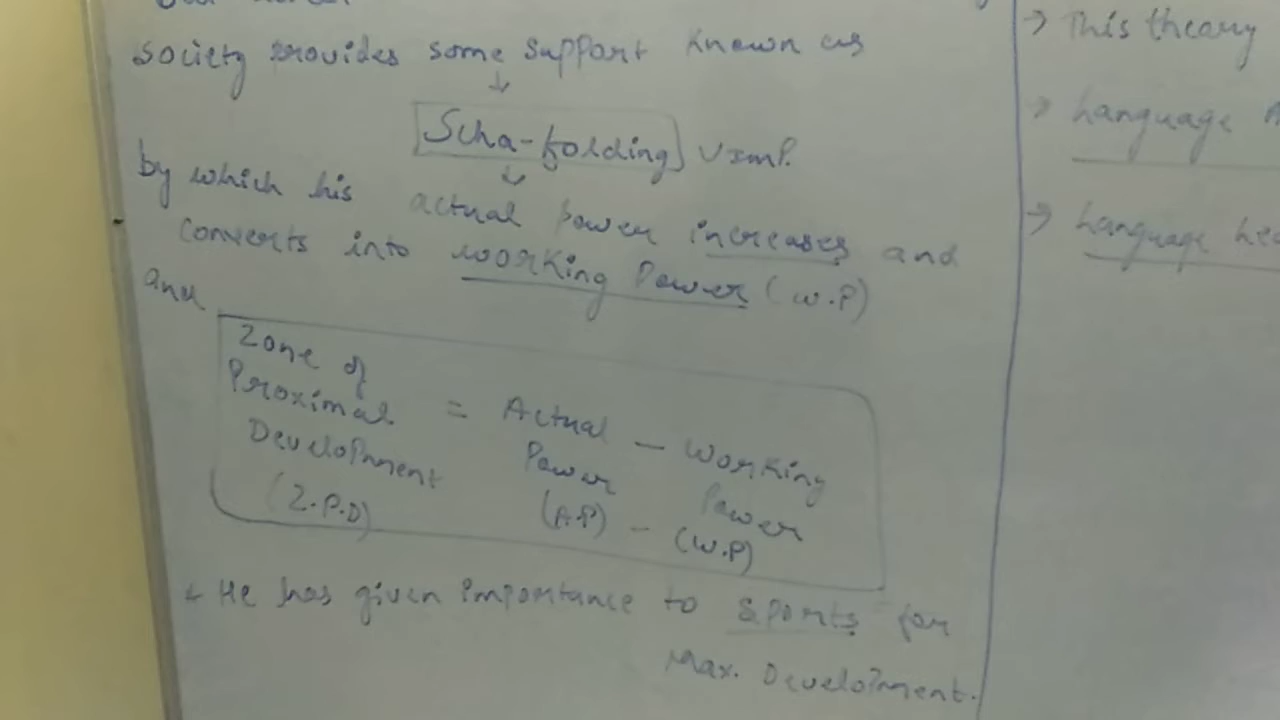 society provides some support known as
↓
Scha-folding V.Imp.
↓
by which his actual power increases and
converts into working Power (W.P)
and
Zone of
Proximal
Development
(Z.P.D)
= Actual
Power
(A.P)
— Working
Power
— (W.P)
He has given importance to sports for
Max. Development.
→ This theory
→ Language
→ Language